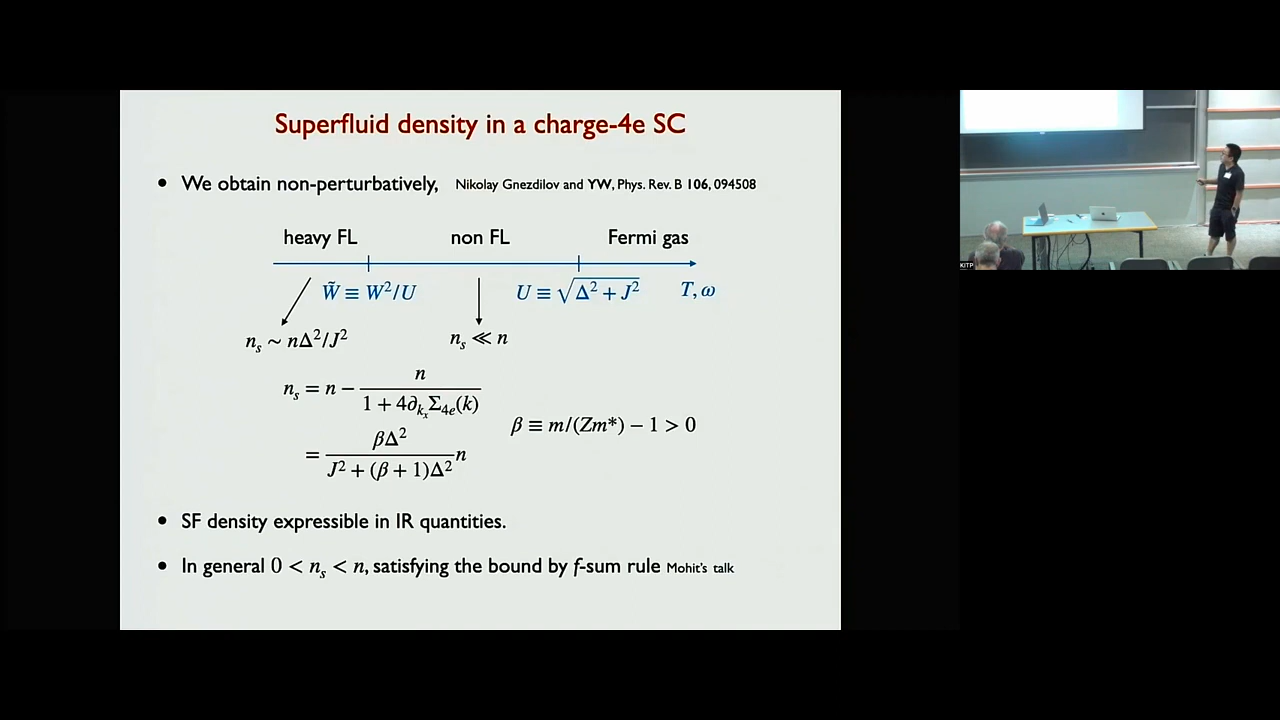 Superfluid density in a charge-4e SC
• We obtain non-perturbatively, Nikolay Gnezdilov and YW, Phys. Rev. B 106, 094508
heavy FL non FL Fermi gas
W̃ ≡ W²/U U ≡ √(Δ² + J²) T, ω
n_s ∼ nΔ²/J² n_s ≪ n
n_s = n − n / (1 + 4∂_{k_x}Σ_{4e}(k))
β ≡ m/(Zm*) − 1 > 0
= βΔ² / (J² + (β + 1)Δ²) n
• SF density expressible in IR quantities.
• In general 0 < n_s < n, satisfying the bound by f-sum rule Mohit's talk
KITP